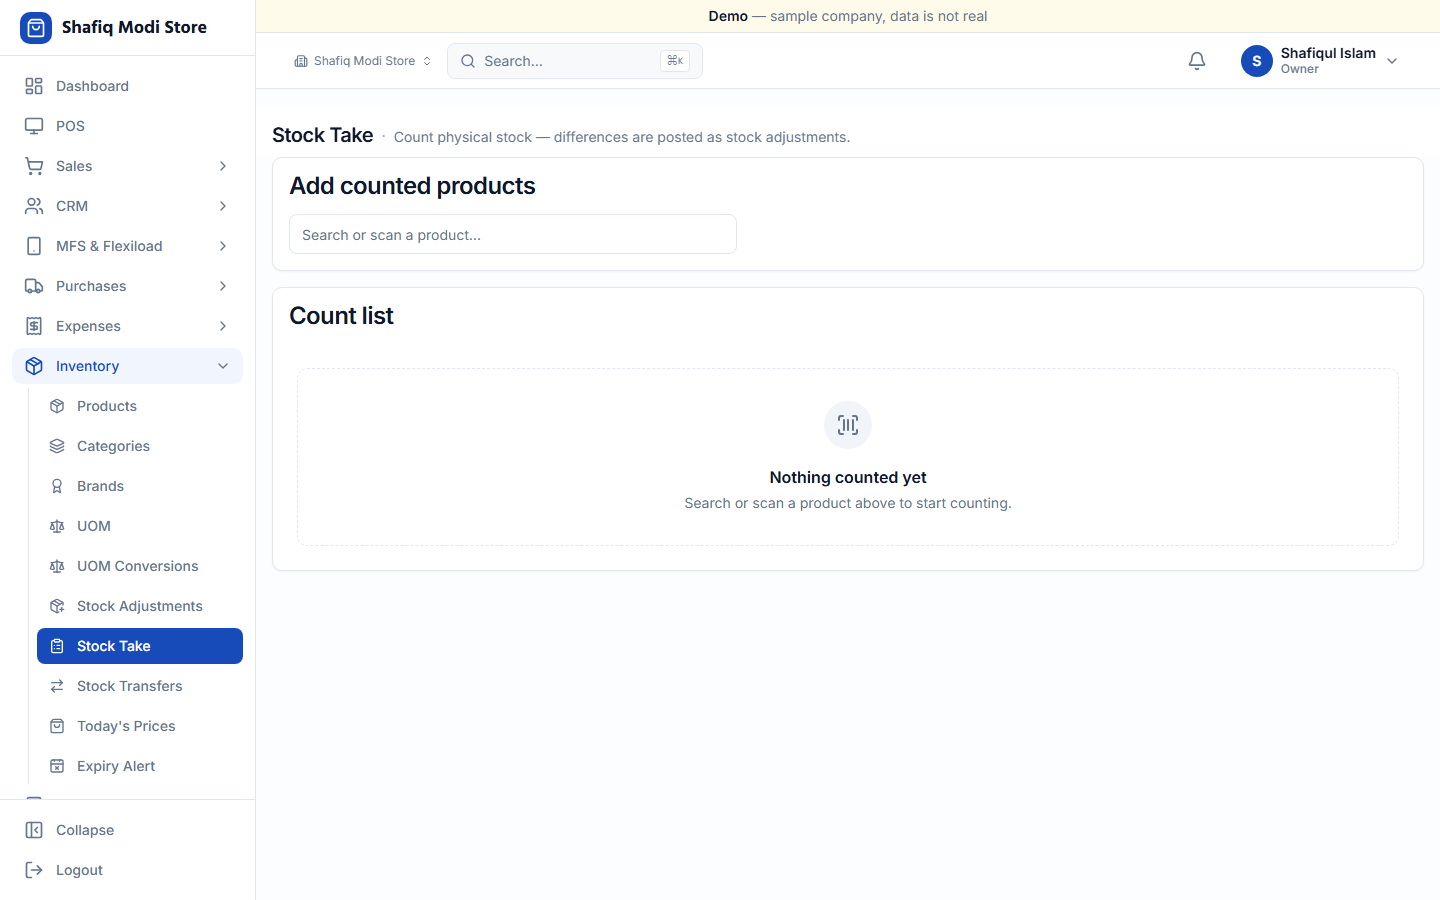 Shafiq Modi Store
Demo — sample company, data is not real
Shafiq Modi Store
Search...
⌘K
S
Shafiqul Islam
Owner
Dashboard
POS
Sales
CRM
MFS & Flexiload
Purchases
Expenses
Inventory
Products
Categories
Brands
UOM
UOM Conversions
Stock Adjustments
Stock Take
Stock Transfers
Today's Prices
Expiry Alert
Collapse
Logout
Stock Take · Count physical stock — differences are posted as stock adjustments.
Add counted products
Search or scan a product...
Count list
Nothing counted yet
Search or scan a product above to start counting.